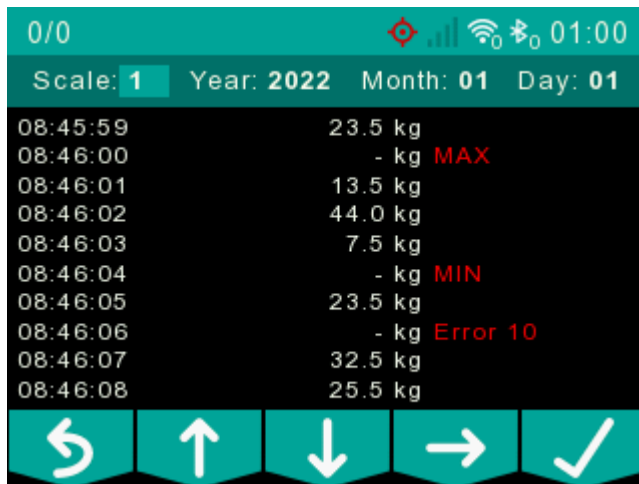 0/0 0 0 01:00
Scale: 1 Year: 2022 Month: 01 Day: 01
08:45:59 23.5 kg
08:46:00 - kg MAX
08:46:01 13.5 kg
08:46:02 44.0 kg
08:46:03 7.5 kg
08:46:04 - kg MIN
08:46:05 23.5 kg
08:46:06 - kg Error 10
08:46:07 32.5 kg
08:46:08 25.5 kg